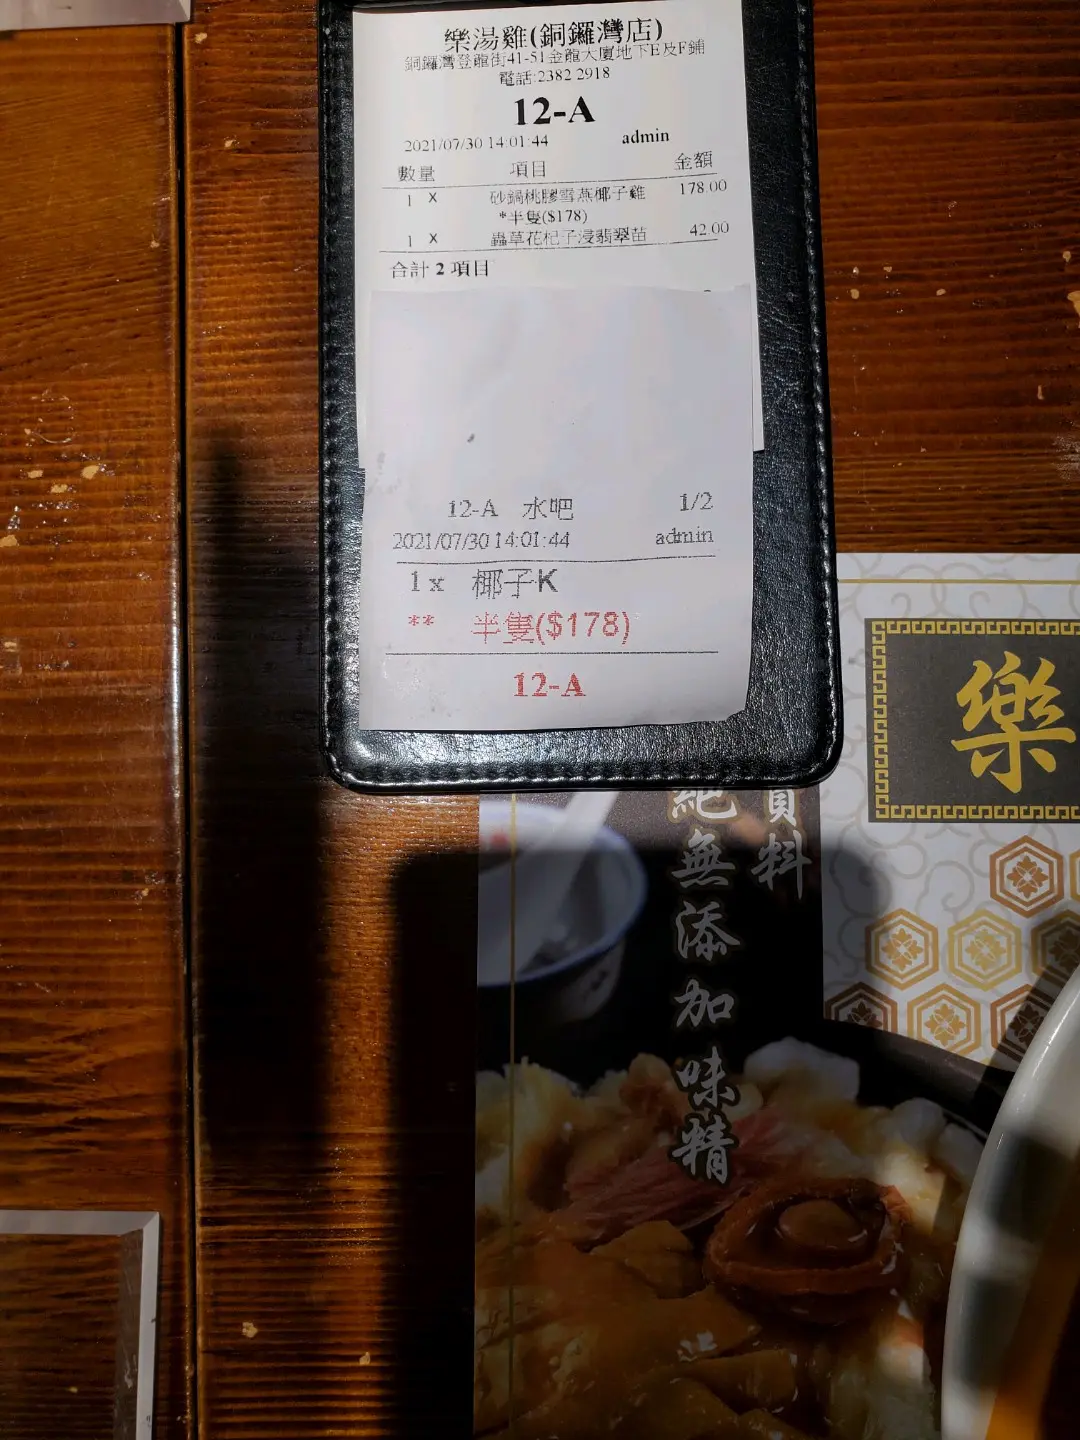 樂湯雞(銅鑼灣店)
銅鑼灣登龍街41-51金龍大廈地下E及F鋪
電話:2382 2918
12-A
2021/07/30 14:01:44 admin
數量 項目 金額
1 X 砂鍋桃膠雪燕椰子雞 178.00
*半隻($178)
1 X 蟲草花杞子浸翡翠苗 42.00
合計 2 項目
12-A 水吧 1/2
2021/07/30 14:01:44 admin
1 x 椰子K
** 半隻($178)
12-A
樂
料
絕無添加味精